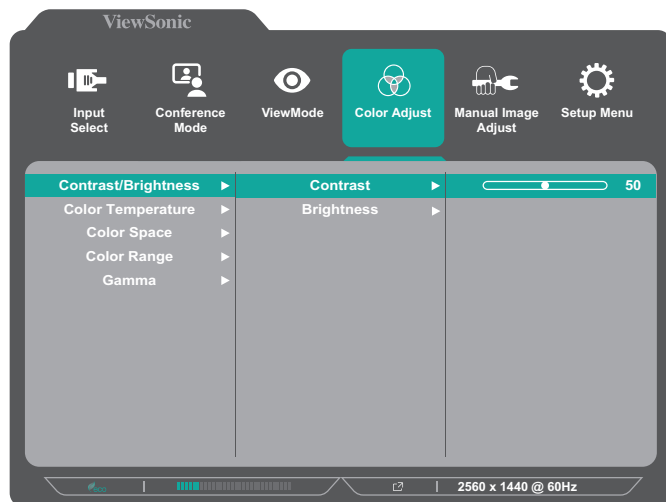 ViewSonic
Input
Select
Conference
Mode
ViewMode
Color Adjust
Manual Image
Adjust
Setup Menu
Contrast/Brightness
Contrast
50
Color Temperature
Brightness
Color Space
Color Range
Gamma
2560 x 1440 @ 60Hz